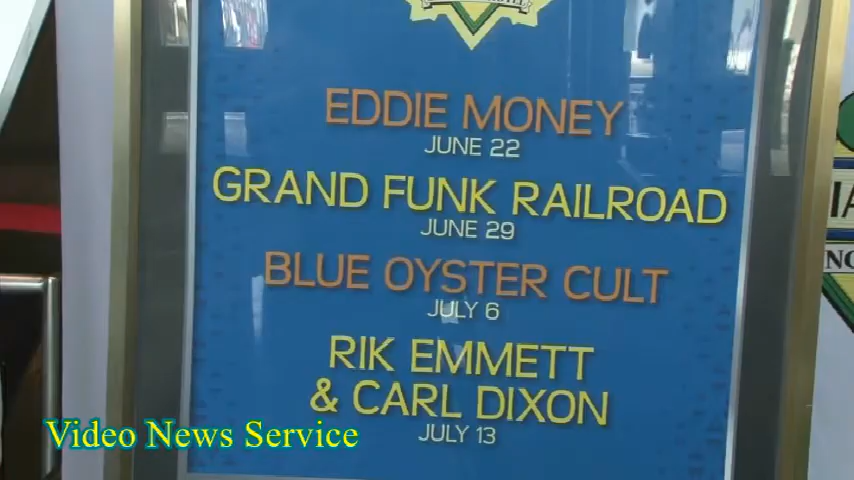 EDDIE MONEY
JUNE 22
GRAND FUNK RAILROAD
JUNE 29
BLUE OYSTER CULT
JULY 6
RIK EMMETT
& CARL DIXON
JULY 13
Video News Service